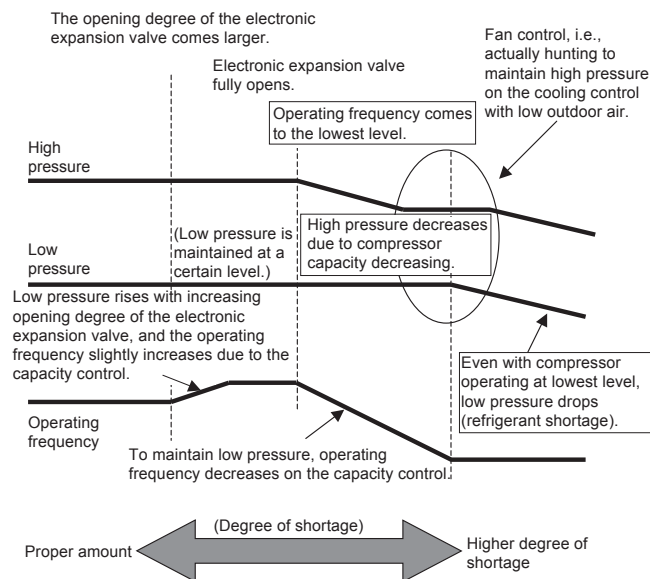 The opening degree of the electronic
expansion valve comes larger.
Electronic expansion valve
fully opens.
Fan control, i.e.,
actually hunting to
maintain high pressure
on the cooling control
with low outdoor air.
Operating frequency comes
to the lowest level.
High
pressure
(Low pressure is
maintained at a
certain level.)
High pressure decreases
due to compressor
capacity decreasing.
Low
pressure
Low pressure rises with increasing
opening degree of the electronic
expansion valve, and the operating
frequency slightly increases due to the
capacity control.
Even with compressor
operating at lowest level,
low pressure drops
(refrigerant shortage).
Operating
frequency
To maintain low pressure, operating
frequency decreases on the capacity control.
(Degree of shortage)
Proper amount
Higher degree of
shortage